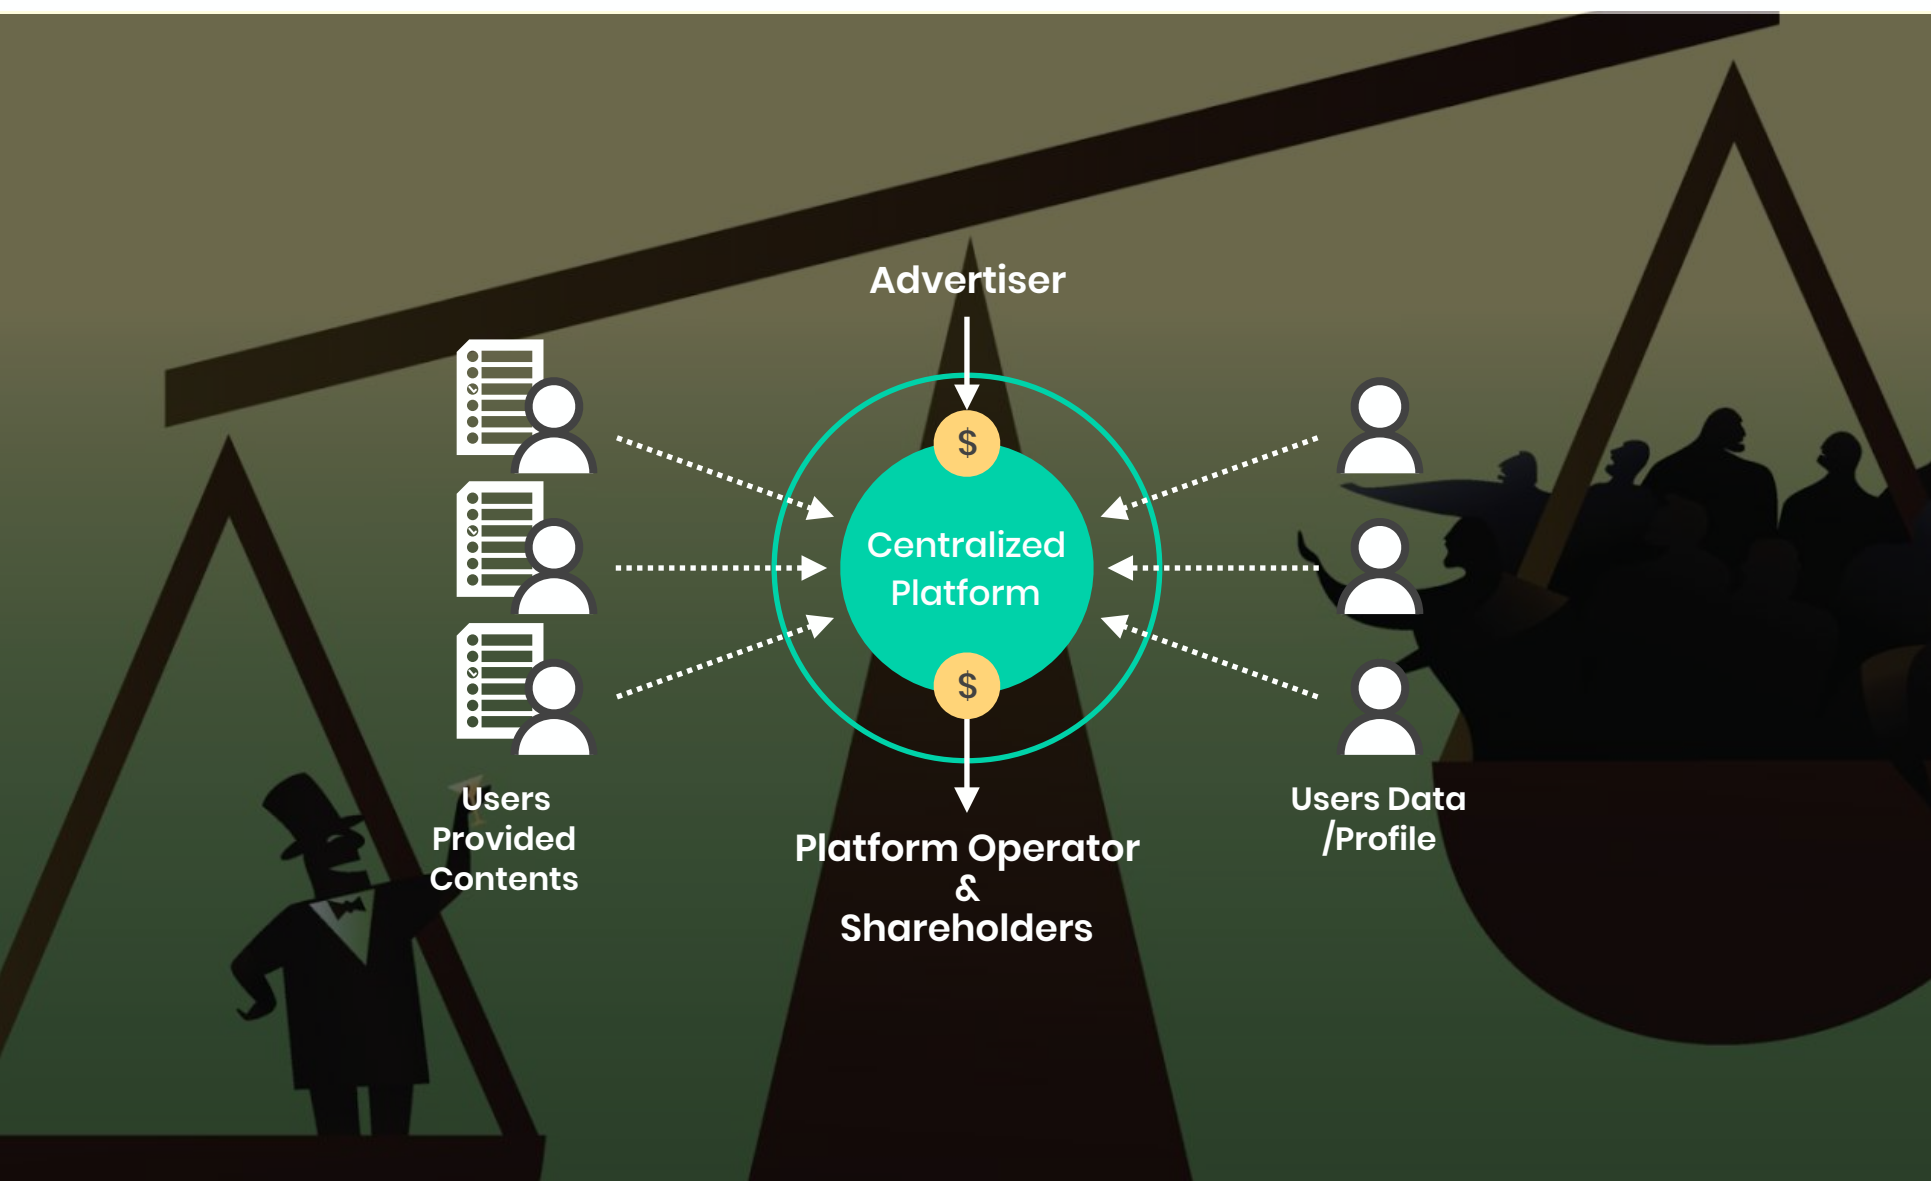 Advertiser
$
Centralized
Platform
$
Users
Provided
Contents
Platform Operator
&
Shareholders
Users Data
/Profile